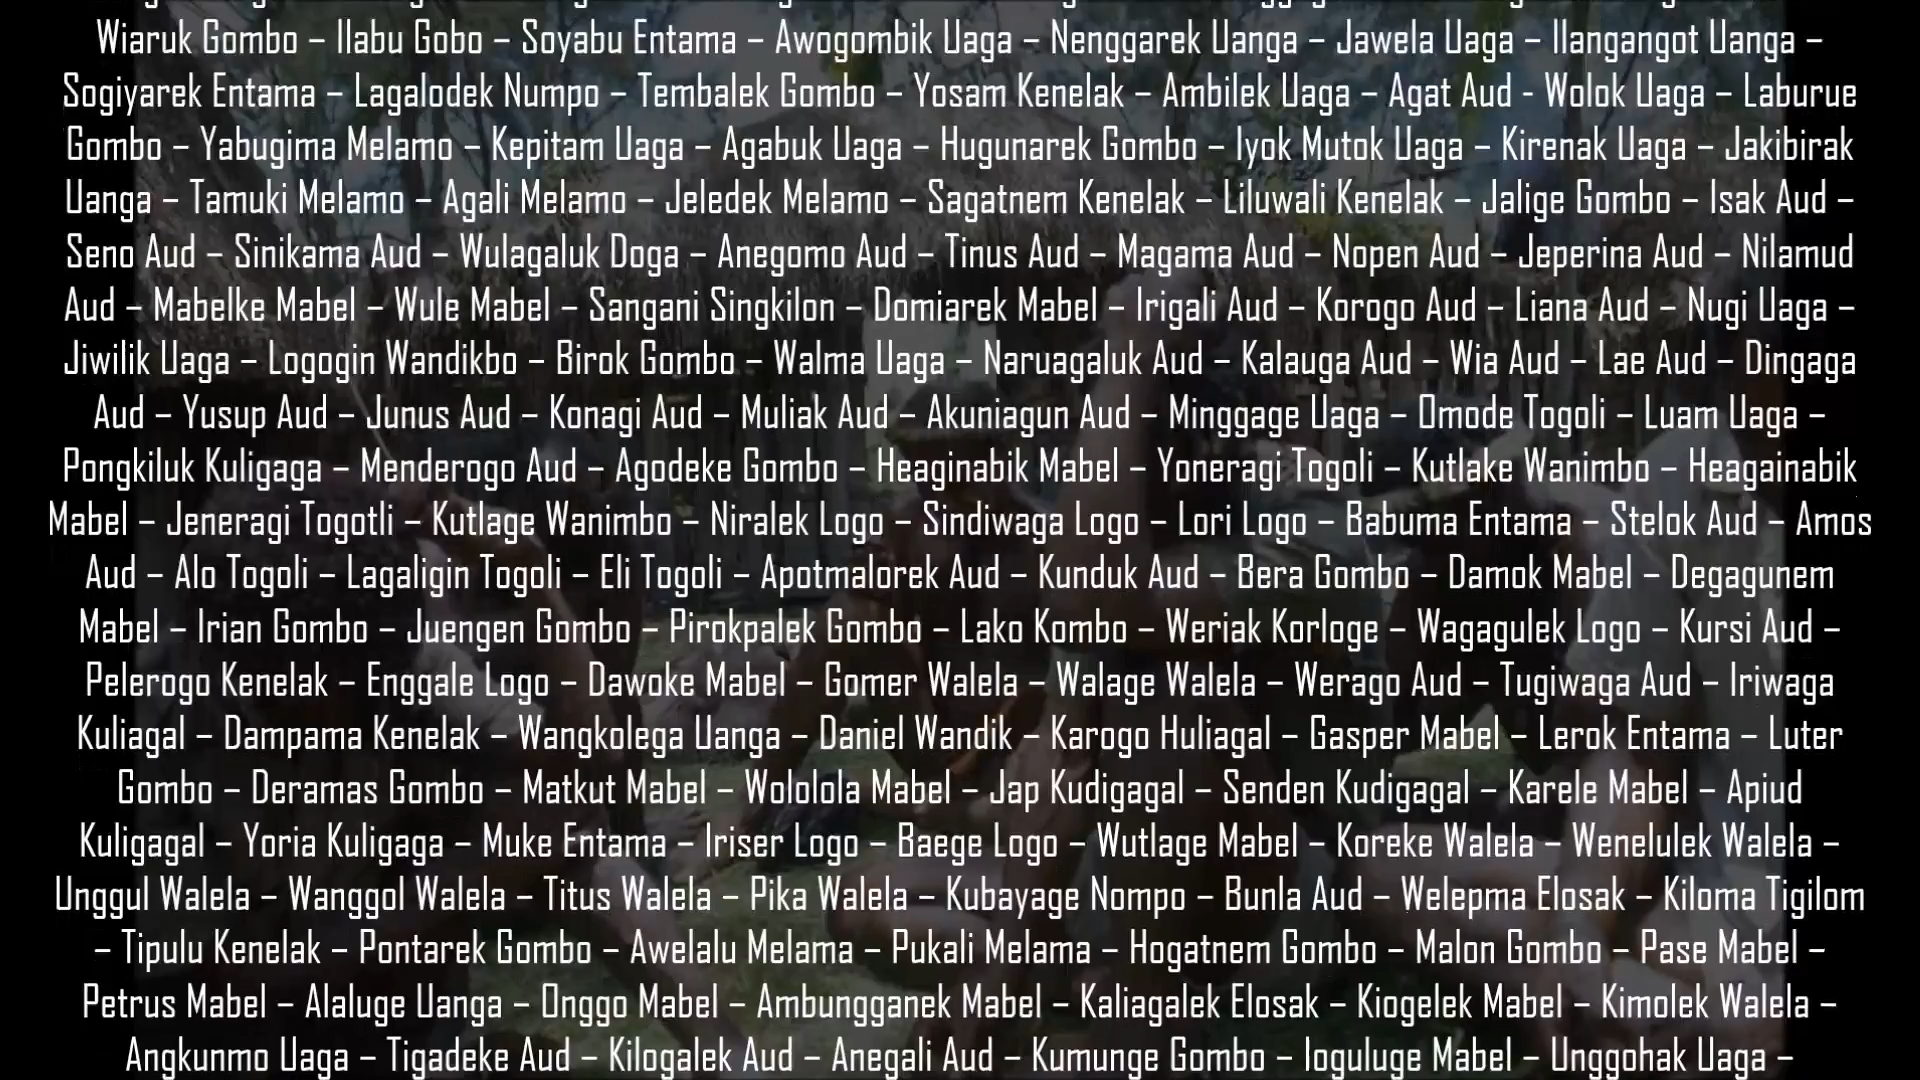 Wiaruk Gombo – Ilabu Gobo – Soyabu Entama – Awogombik Uaga – Nenggarek Uanga – Jawela Uaga – Ilangangot Uanga –
Sogiyarek Entama – Lagalodek Numpo – Tembalek Gombo – Yosam Kenelak – Ambilek Uaga – Agat Aud - Wolok Uaga – Laburue
Gombo – Yabugima Melamo – Kepitam Uaga – Agabuk Uaga – Hugunarek Gombo – Iyok Mutok Uaga – Kirenak Uaga – Jakibirak
Uanga – Tamuki Melamo – Agali Melamo – Jeledek Melamo – Sagatnem Kenelak – Liluwali Kenelak – Jalige Gombo – Isak Aud –
Seno Aud – Sinikama Aud – Wulagaluk Doga – Anegomo Aud – Tinus Aud – Magama Aud – Nopen Aud – Jeperina Aud – Nilamud
Aud – Mabelke Mabel – Wule Mabel – Sangani Singkilon – Domiarek Mabel – Irigali Aud – Korogo Aud – Liana Aud – Nugi Uaga –
Jiwilik Uaga – Logogin Wandikbo – Birok Gombo – Walma Uaga – Naruagaluk Aud – Kalauga Aud – Wia Aud – Lae Aud – Dingaga
Aud – Yusup Aud – Junus Aud – Konagi Aud – Muliak Aud – Akuniagun Aud – Minggage Uaga – Omode Togoli – Luam Uaga –
Pongkiluk Kuligaga – Menderogo Aud – Agodeke Gombo – Heaginabik Mabel – Yoneragi Togoli – Kutlake Wanimbo – Heagainabik
Mabel – Jeneragi Togotli – Kutlage Wanimbo – Niralek Logo – Sindiwaga Logo – Lori Logo – Babuma Entama – Stelok Aud – Amos
Aud – Alo Togoli – Lagaligin Togoli – Eli Togoli – Apotmalorek Aud – Kunduk Aud – Bera Gombo – Damok Mabel – Degagunem
Mabel – Irian Gombo – Juengen Gombo – Pirokpalek Gombo – Lako Kombo – Weriak Korloge – Wagagulek Logo – Kursi Aud –
Pelerogo Kenelak – Enggale Logo – Dawoke Mabel – Gomer Walela – Walage Walela – Werago Aud – Tugiwaga Aud – Iriwaga
Kuliagal – Dampama Kenelak – Wangkolega Uanga – Daniel Wandik – Karogo Huliagal – Gasper Mabel – Lerok Entama – Luter
Gombo – Deramas Gombo – Matkut Mabel – Wololola Mabel – Jap Kudigagal – Senden Kudigagal – Karele Mabel – Apiud
Kuligagal – Yoria Kuligaga – Muke Entama – Iriser Logo – Baege Logo – Wutlage Mabel – Koreke Walela – Wenelulek Walela –
Unggul Walela – Wanggol Walela – Titus Walela – Pika Walela – Kubayage Nompo – Bunla Aud – Welepma Elosak – Kiloma Tigilom
– Tipulu Kenelak – Pontarek Gombo – Awelalu Melama – Pukali Melama – Hogatnem Gombo – Malon Gombo – Pase Mabel –
Petrus Mabel – Alaluge Uanga – Onggo Mabel – Ambungganek Mabel – Kaliagalek Elosak – Kiogelek Mabel – Kimolek Walela –
Angkunmo Uaga – Tigadeke Aud – Kilogalek Aud – Anegali Aud – Kumunge Gombo – Ioguluge Mabel – Unggohak Uaga –